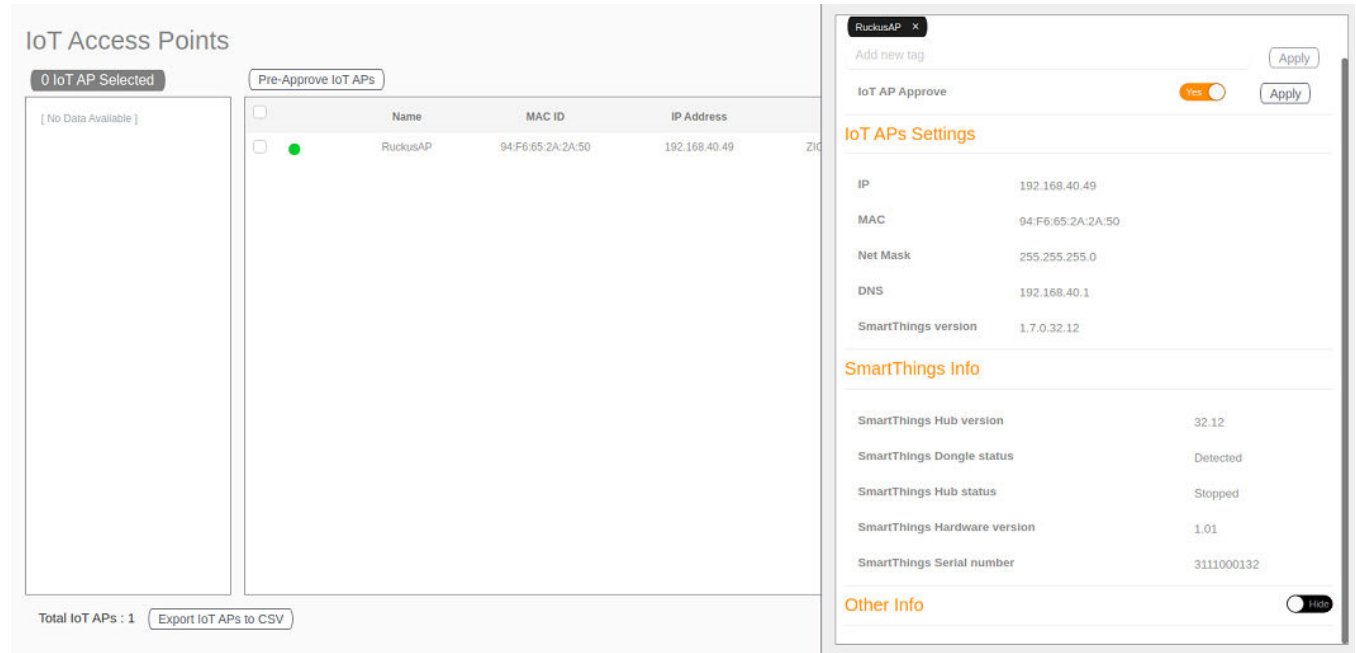 IoT Access Points
0 IoT AP Selected
Pre-Approve IoT APs
[ No Data Available ]
Name MAC ID IP Address
RuckusAP 94:F6:65:2A:2A:50 192.168.40.49
Total IoT APs : 1 Export IoT APs to CSV
RuckusAP ×
Add new tag Apply
IoT AP Approve Yes Apply
IoT APs Settings
IP 192.168.40.49
MAC 94:F6:65:2A:2A:50
Net Mask 255.255.255.0
DNS 192.168.40.1
SmartThings version 1.7.0.32.12
SmartThings Info
SmartThings Hub version 32.12
SmartThings Dongle status Detected
SmartThings Hub status Stopped
SmartThings Hardware version 1.01
SmartThings Serial number 3111000132
Other Info Hide